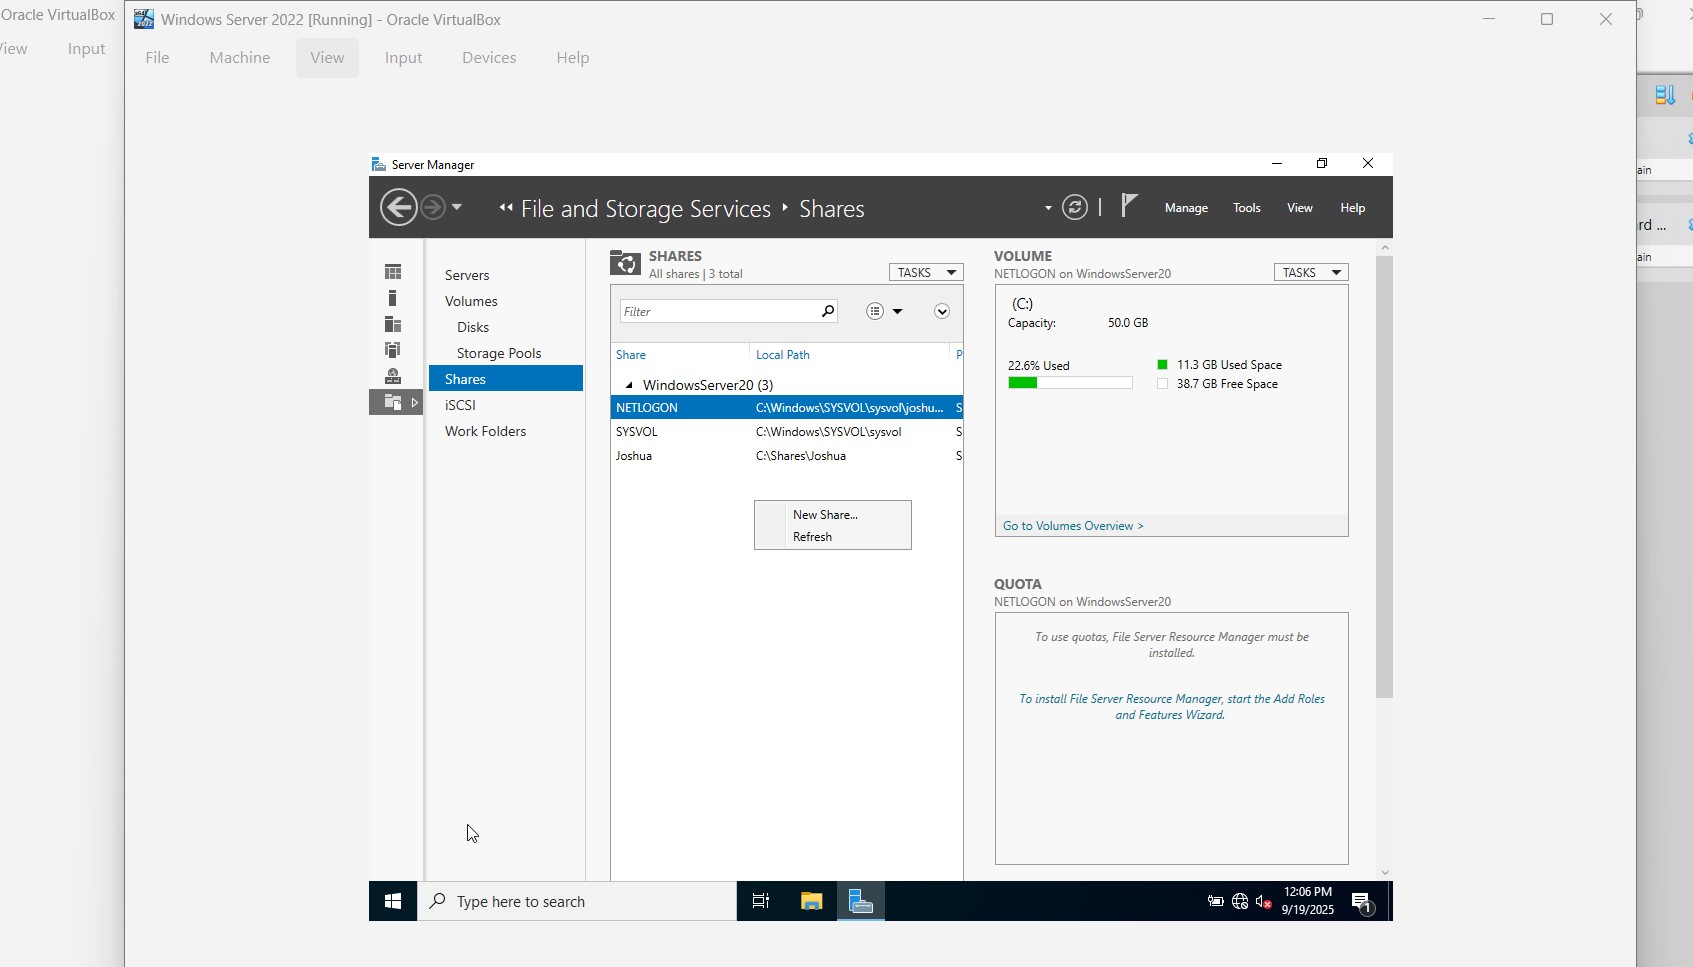 Oracle VirtualBox
Windows Server 2022 [Running] - Oracle VirtualBox
Input
File Machine View Input Devices Help
Server Manager
File and Storage Services Shares
Manage Tools View Help
Servers
Volumes
Disks
Storage Pools
Shares
iSCSI
Work Folders
SHARES
All shares | 3 total
TASKS
Filter
Share Local Path P
WindowsServer20 (3)
NETLOGON C:\Windows\SYSVOL\sysvol\joshu... S
SYSVOL C:\Windows\SYSVOL\sysvol S
Joshua C:\Shares\Joshua S
New Share...
Refresh
VOLUME
NETLOGON on WindowsServer20
TASKS
(C:)
Capacity: 50.0 GB
22.6% Used
11.3 GB Used Space
38.7 GB Free Space
Go to Volumes Overview >
QUOTA
NETLOGON on WindowsServer20
To use quotas, File Server Resource Manager must be
installed.
To install File Server Resource Manager, start the Add Roles
and Features Wizard.
Type here to search
12:06 PM
9/19/2025
1